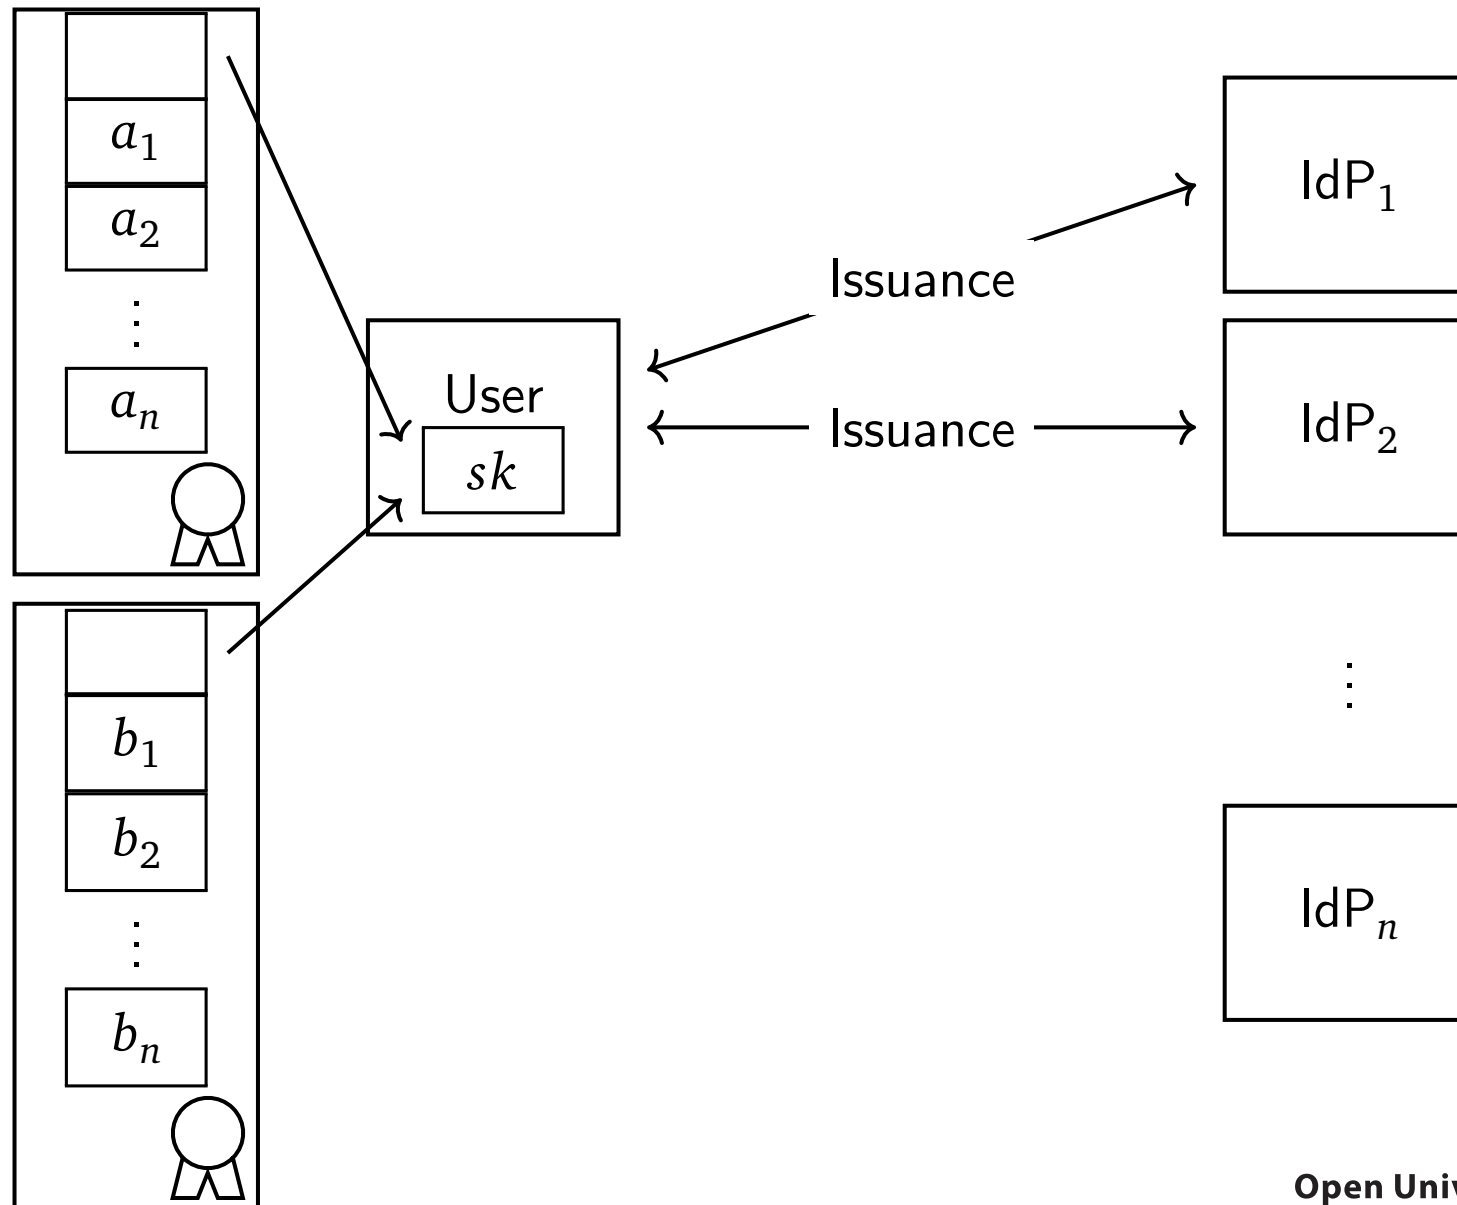 a₁
a₂
⋮
aₙ
b₁
b₂
⋮
bₙ
User
sk
Issuance
Issuance
IdP₁
IdP₂
⋮
IdPₙ
Open Univ